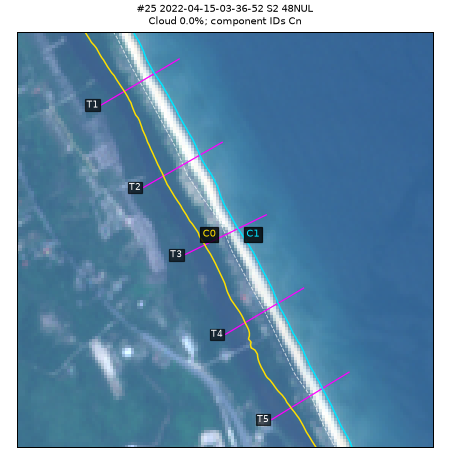 #25 2022-04-15-03-36-52 S2 48NUL
Cloud 0.0%; component IDs Cn
T1
T2
C0 C1
T3
T4
T5